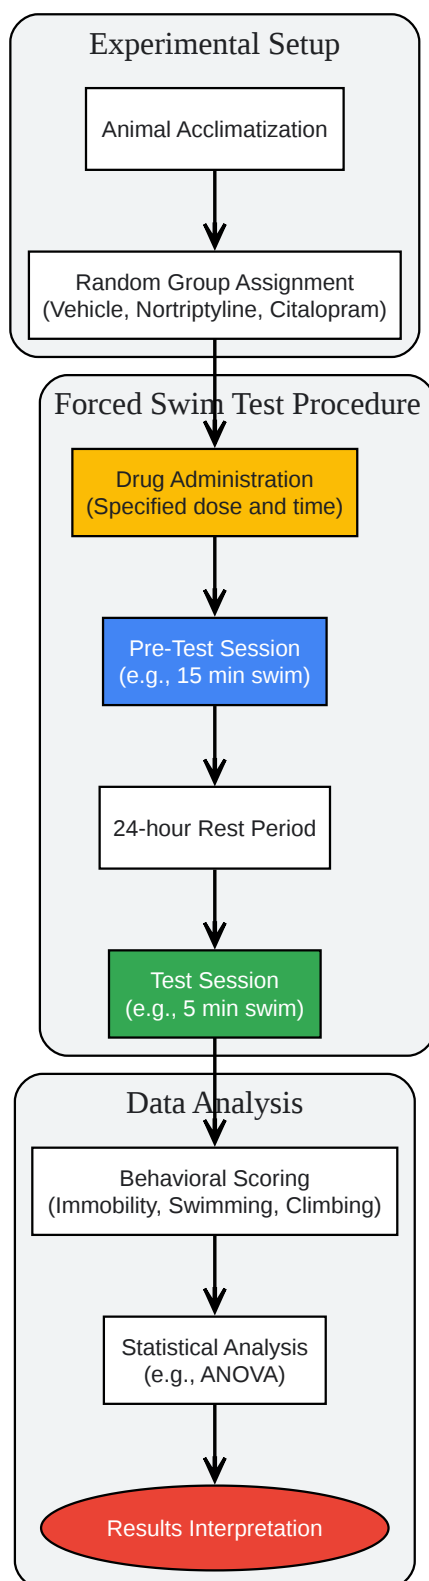 Experimental Setup
Animal Acclimatization
Random Group Assignment
(Vehicle, Nortriptyline, Citalopram)
Forced Swim Test Procedure
Drug Administration
(Specified dose and time)
Pre-Test Session
(e.g., 15 min swim)
24-hour Rest Period
Test Session
(e.g., 5 min swim)
Data Analysis
Behavioral Scoring
(Immobility, Swimming, Climbing)
Statistical Analysis
(e.g., ANOVA)
Results Interpretation